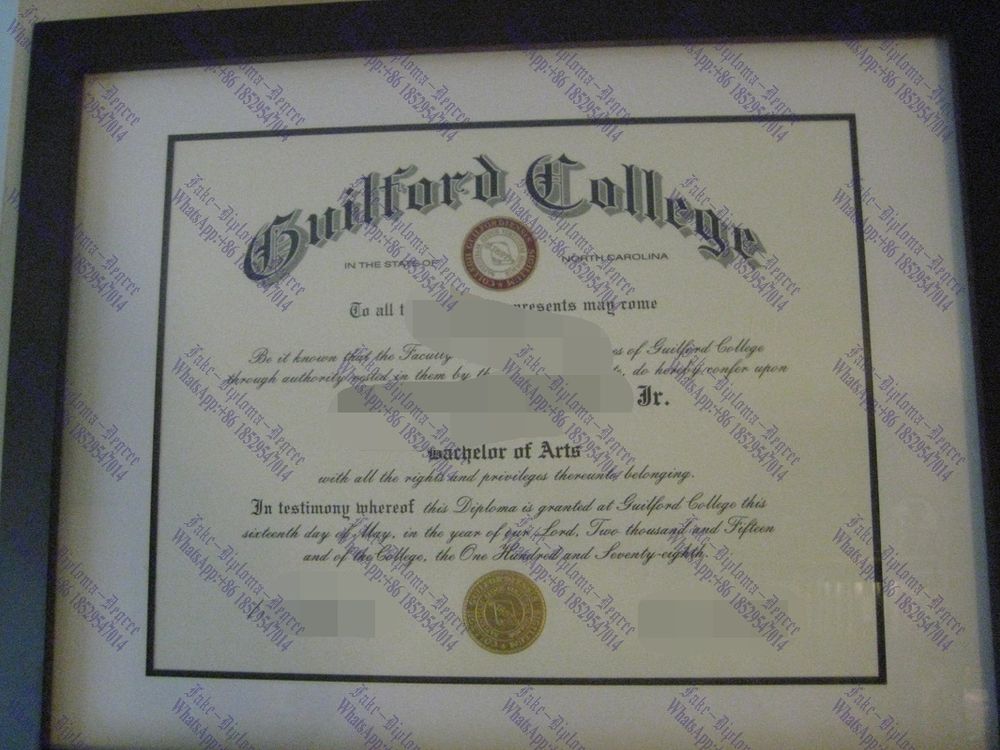 Guilford College
IN THE STATE OF NORTH CAROLINA
To all t presents may come
Be it known that the Faculty es of Guilford College
through authority vested in them by th ts, do hereby confer upon
Jr.
Bachelor of Arts
with all the rights and privileges thereunto belonging.
In testimony whereof this Diploma is granted at Guilford College this
sixteenth day of May, in the year of our Lord, Two thousand and Fifteen
and of the College, the One Hundred and Seventy-eighth.
Fake-Diploma-Degree
WhatsApp:+86 18529547014